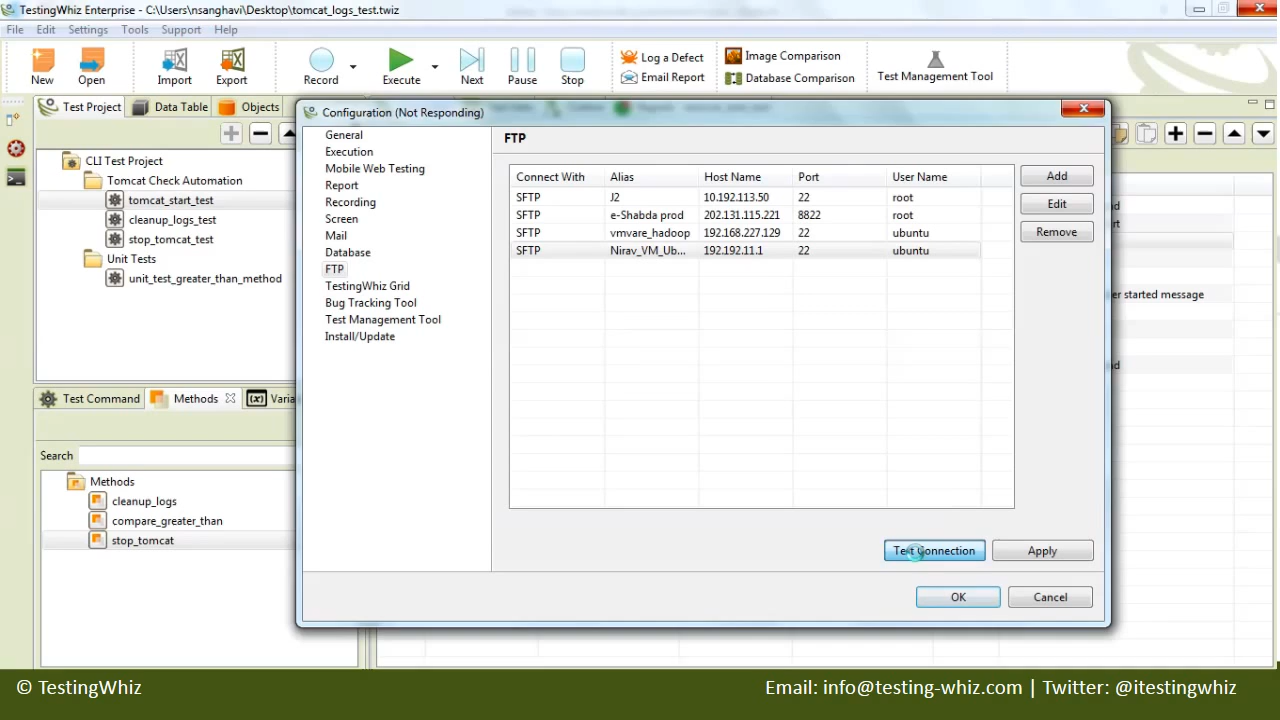 TestingWhiz Enterprise - C:\Users\nsanghavi\Desktop\tomcat_logs_test.twiz
File Edit Settings Tools Support Help
New Open Import Export Record Execute Next Pause Stop
Log a Defect
Email Report
Image Comparison
Database Comparison
Test Management Tool
Test Project Data Table Objects
CLI Test Project
Tomcat Check Automation
tomcat_start_test
cleanup_logs_test
stop_tomcat_test
Unit Tests
unit_test_greater_than_method
Test Command Methods (x) Varia
Search
Methods
cleanup_logs
compare_greater_than
stop_tomcat
Configuration (Not Responding)
General
Execution
Mobile Web Testing
Report
Recording
Screen
Mail
Database
FTP
TestingWhiz Grid
Bug Tracking Tool
Test Management Tool
Install/Update
FTP
Connect With Alias Host Name Port User Name
SFTP J2 10.192.113.50 22 root
SFTP e-Shabda prod 202.131.115.221 8822 root
SFTP vmvare_hadoop 192.168.227.129 22 ubuntu
SFTP Nirav_VM_Ub... 192.192.11.1 22 ubuntu
Add
Edit
Remove
Test Connection Apply
OK Cancel
er started message
© TestingWhiz
Email: info@testing-whiz.com | Twitter: @itestingwhiz